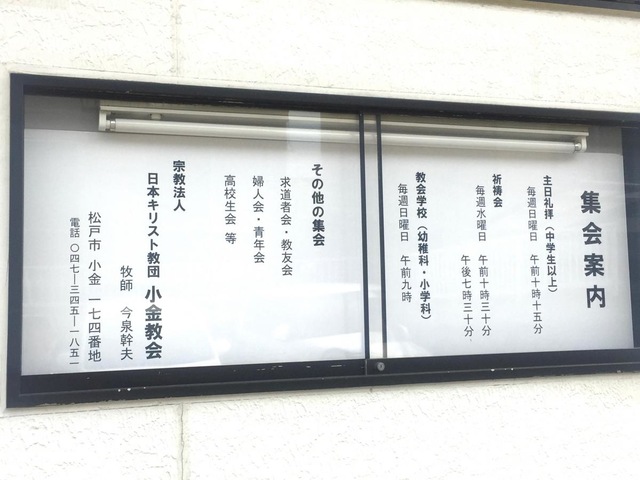 集会案内
主日礼拝（中学生以上）
毎週日曜日　午前十時十五分
祈祷会
毎週水曜日　午前十時三十分
午後七時三十分
教会学校（幼稚科・小学科）
毎週日曜日　午前九時
その他の集会
求道者会・教友会
婦人会・青年会
高校生会　等
宗教法人
日本キリスト教団　小金教会
牧師　今泉幹夫
松戸市　小金　一七四番地
電話　〇四七―三四五―一八五一